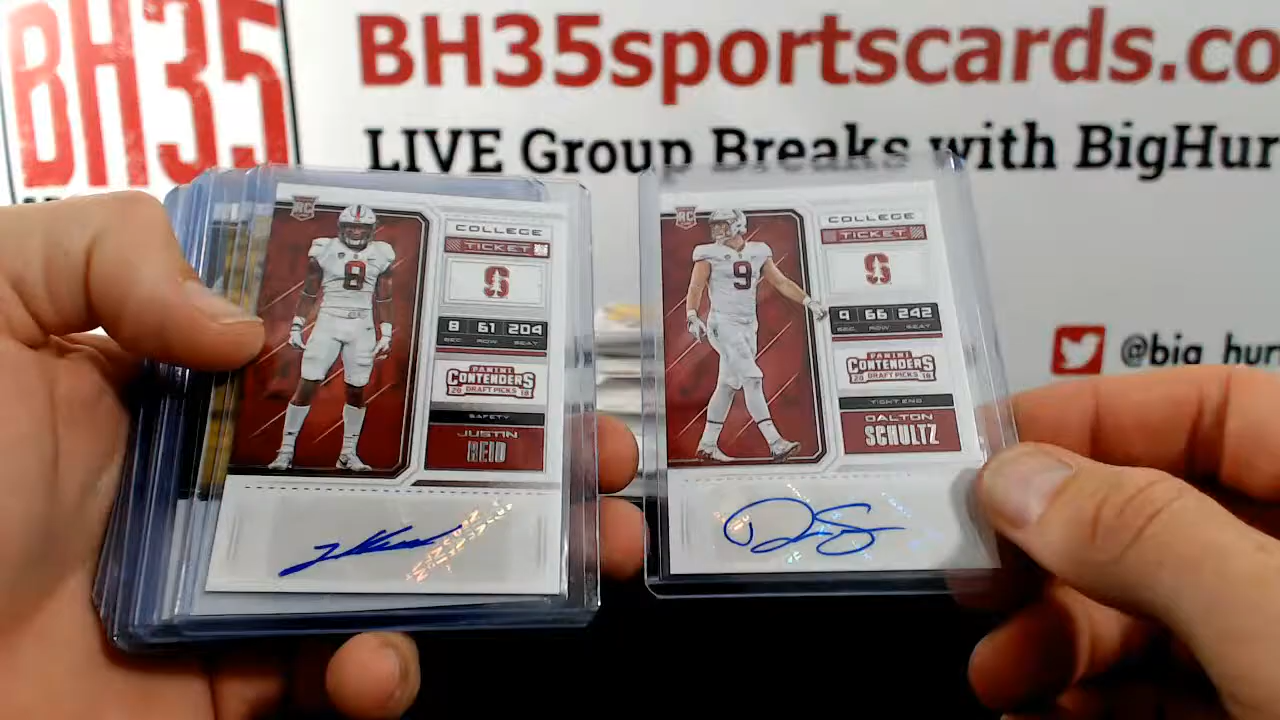 BH35
BH35sportscards.co
LIVE Group Breaks with BigHur
@big_hur
RC
COLLEGE
TICKET
S
8 61 204
SEC. ROW SEAT
PANINI
CONTENDERS
20 DRAFT PICKS 18
SAFETY
JUSTIN
REID
8
RC
COLLEGE
TICKET
S
9 66 242
SEC. ROW SEAT
PANINI
CONTENDERS
20 DRAFT PICKS 18
TIGHT END
DALTON
SCHULTZ
9